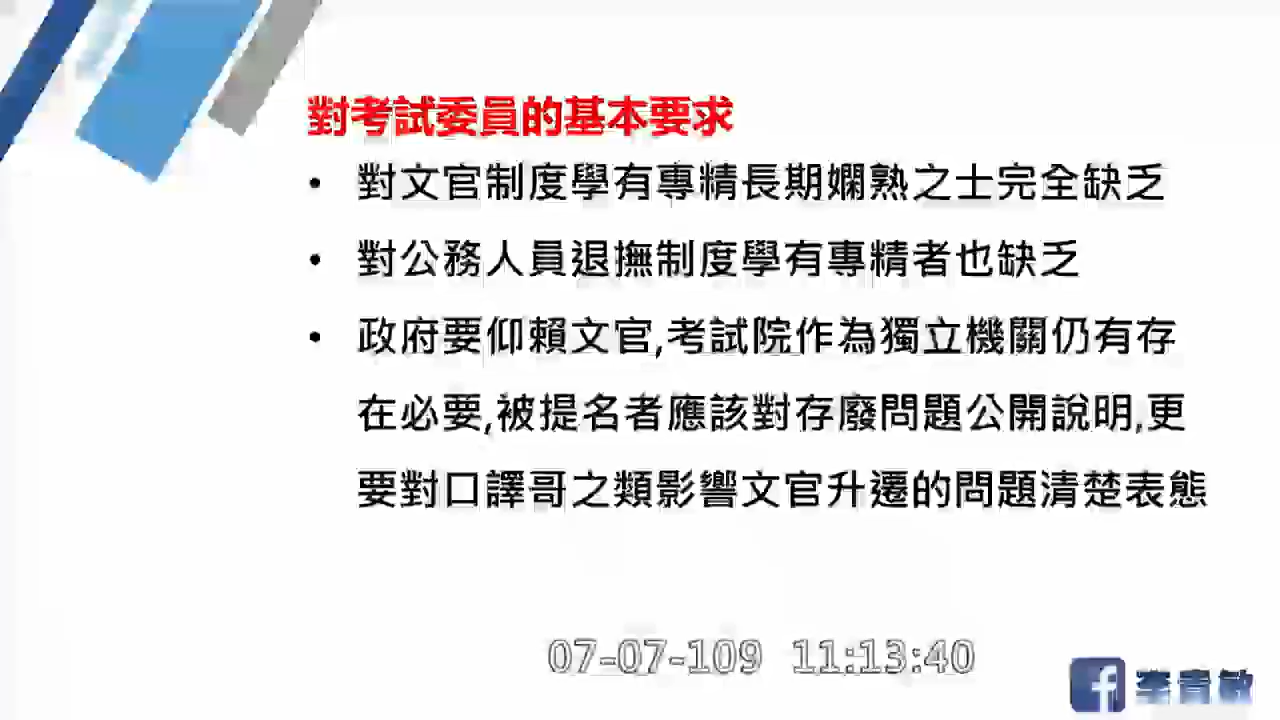 對考試委員的基本要求
• 對文官制度學有專精長期嫻熟之士完全缺乏
• 對公務人員退撫制度學有專精者也缺乏
• 政府要仰賴文官,考試院作為獨立機關仍有存
在必要,被提名者應該對存廢問題公開說明,更
要對口譯哥之類影響文官升遷的問題清楚表態
07-07-109 11:13:40
f 李貴敏